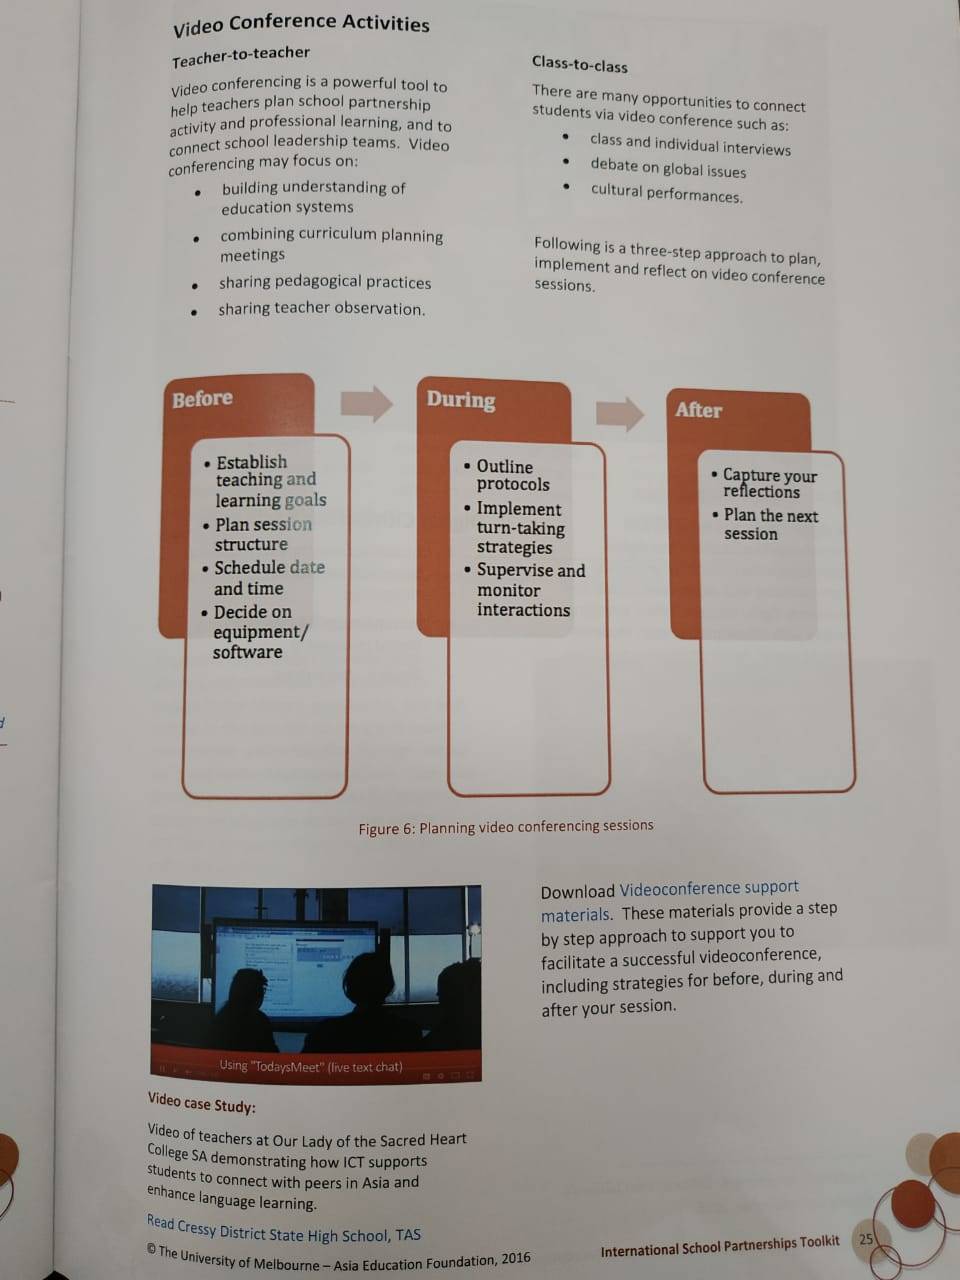 Video Conference Activities
Teacher-to-teacher
Video conferencing is a powerful tool to
help teachers plan school partnership
activity and professional learning, and to
connect school leadership teams. Video
conferencing may focus on:
• building understanding of
education systems
• combining curriculum planning
meetings
• sharing pedagogical practices
• sharing teacher observation.
Class-to-class
There are many opportunities to connect
students via video conference such as:
• class and individual interviews
• debate on global issues
• cultural performances.
Following is a three-step approach to plan,
implement and reflect on video conference
sessions.
Before
• Establish
teaching and
learning goals
• Plan session
structure
• Schedule date
and time
• Decide on
equipment/
software
During
• Outline
protocols
• Implement
turn-taking
strategies
• Supervise and
monitor
interactions
After
• Capture your
reflections
• Plan the next
session
Figure 6: Planning video conferencing sessions
Using "TodaysMeet" (live text chat)
Video case Study:
Video of teachers at Our Lady of the Sacred Heart
College SA demonstrating how ICT supports
students to connect with peers in Asia and
enhance language learning.
Read Cressy District State High School, TAS
Download Videoconference support
materials. These materials provide a step
by step approach to support you to
facilitate a successful videoconference,
including strategies for before, during and
after your session.
© The University of Melbourne – Asia Education Foundation, 2016
International School Partnerships Toolkit 25